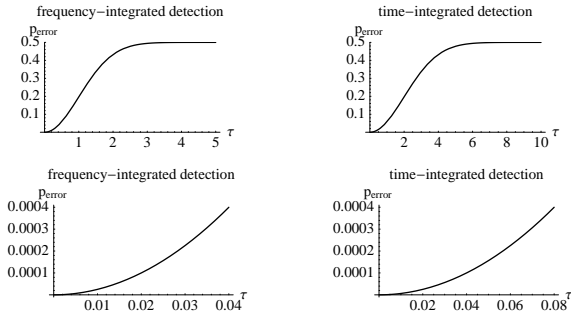 frequency−integrated detection
p_error
0.5
0.4
0.3
0.2
0.1
1 2 3 4 5 τ
time−integrated detection
p_error
0.5
0.4
0.3
0.2
0.1
2 4 6 8 10 τ
frequency−integrated detection
p_error
0.0004
0.0003
0.0002
0.0001
0.01 0.02 0.03 0.04 τ
time−integrated detection
p_error
0.0004
0.0003
0.0002
0.0001
0.02 0.04 0.06 0.08 τ